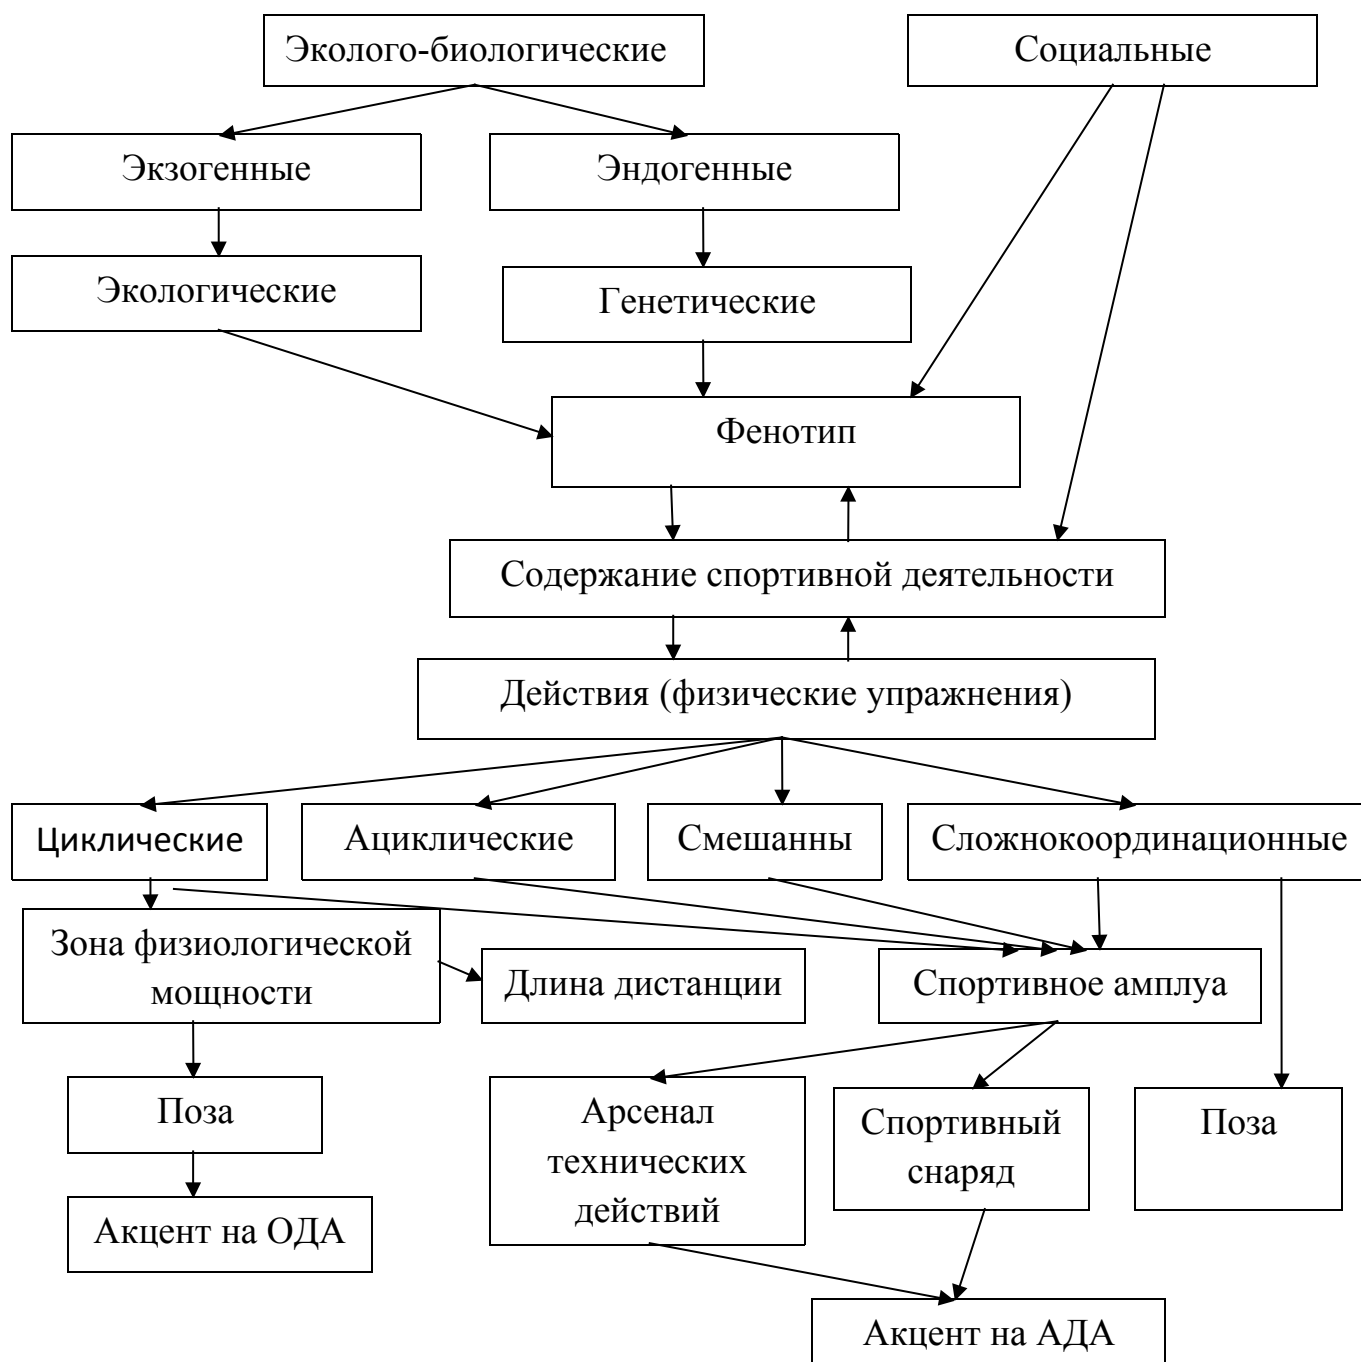 Эколого-биологические
Социальные
Экзогенные
Эндогенные
Экологические
Генетические
Фенотип
Содержание спортивной деятельности
Действия (физические упражнения)
Циклические
Ациклические
Смешанны
Сложнокоординационные
Зона физиологической
мощности
Длина дистанции
Спортивное амплуа
Поза
Арсенал
технических
действий
Спортивный
снаряд
Поза
Акцент на ОДА
Акцент на АДА